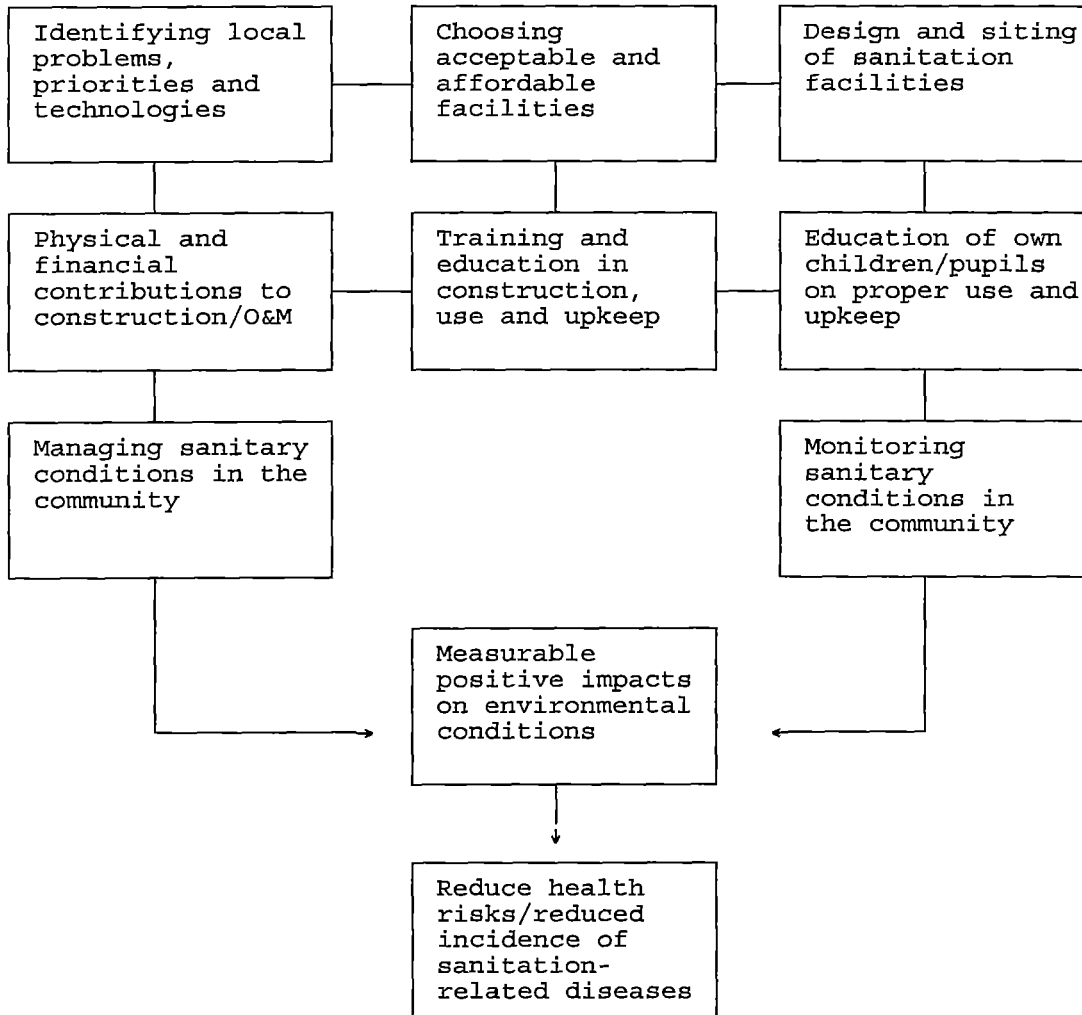 Identifying local
problems,
priorities and
technologies
Choosing
acceptable and
affordable
facilities
Design and siting
of sanitation
facilities
Physical and
financial
contributions to
construction/O&M
Training and
education in
construction,
use and upkeep
Education of own
children/pupils
on proper use and
upkeep
Managing sanitary
conditions in the
community
Monitoring
sanitary
conditions in
the community
Measurable
positive impacts
on environmental
conditions
Reduce health
risks/reduced
incidence of
sanitation-
related diseases